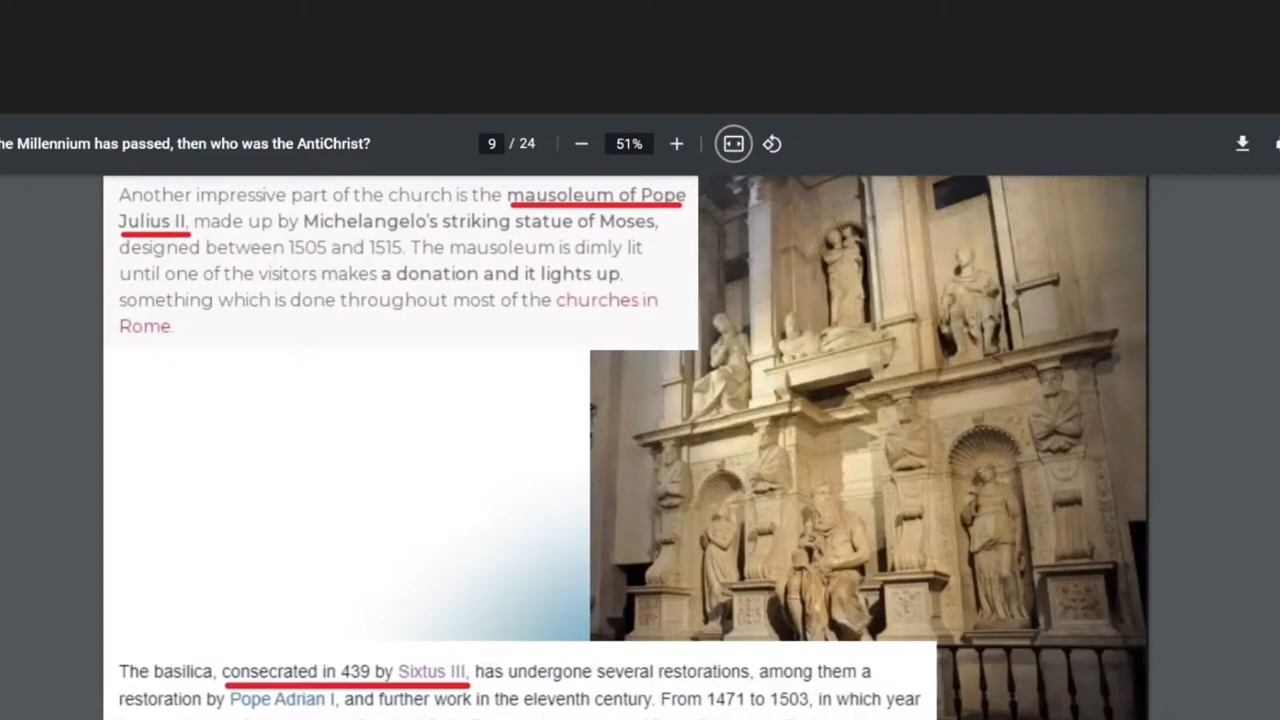 he Millennium has passed, then who was the AntiChrist?
9 / 24
51%
Another impressive part of the church is the mausoleum of Pope
Julius II, made up by Michelangelo's striking statue of Moses,
designed between 1505 and 1515. The mausoleum is dimly lit
until one of the visitors makes a donation and it lights up,
something which is done throughout most of the churches in
Rome.
The basilica, consecrated in 439 by Sixtus III, has undergone several restorations, among them a
restoration by Pope Adrian I, and further work in the eleventh century. From 1471 to 1503, in which year